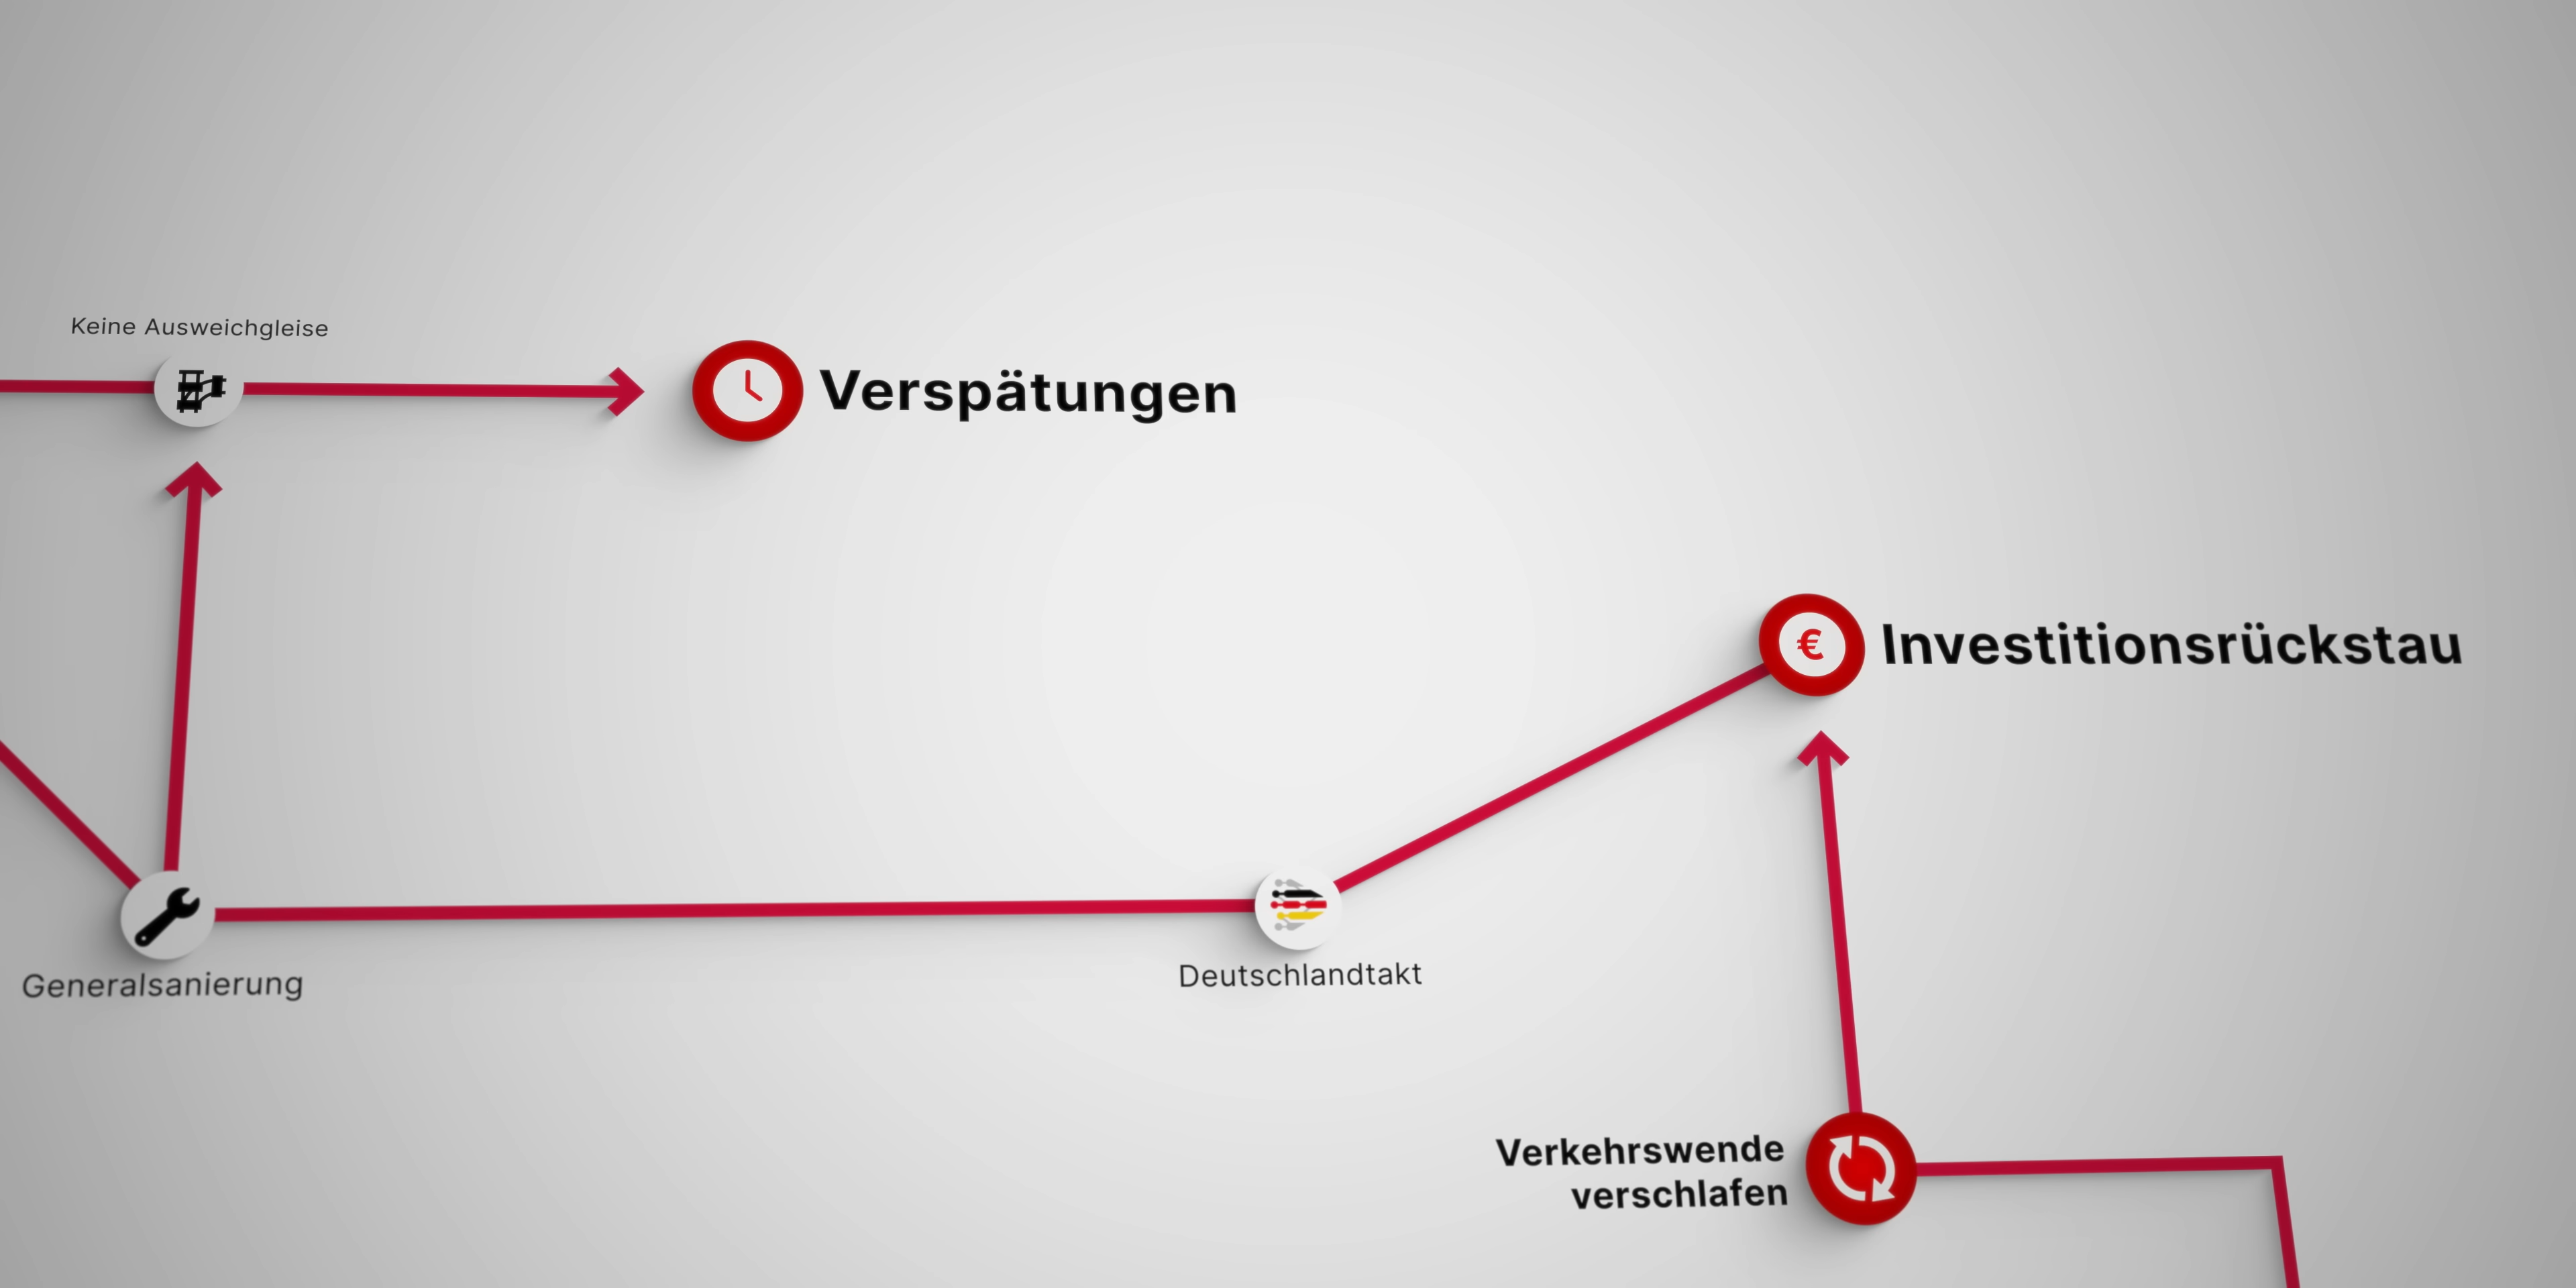 Keine Ausweichgleise
Verspätungen
€
Investitionsrückstau
Generalsanierung
Deutschlandtakt
Verkehrswende
verschlafen